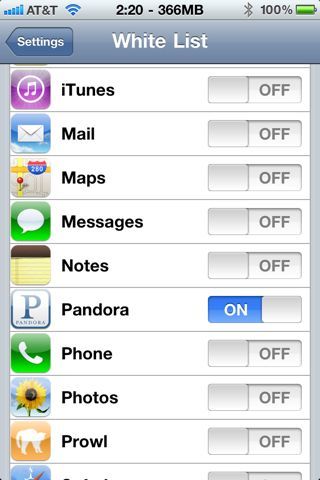 AT&T 2:20 - 366MB 100%
Settings White List
iTunes OFF
Mail OFF
280
Maps OFF
Messages OFF
Notes OFF
P
PANDORA
Pandora ON
Phone OFF
Photos OFF
Prowl OFF